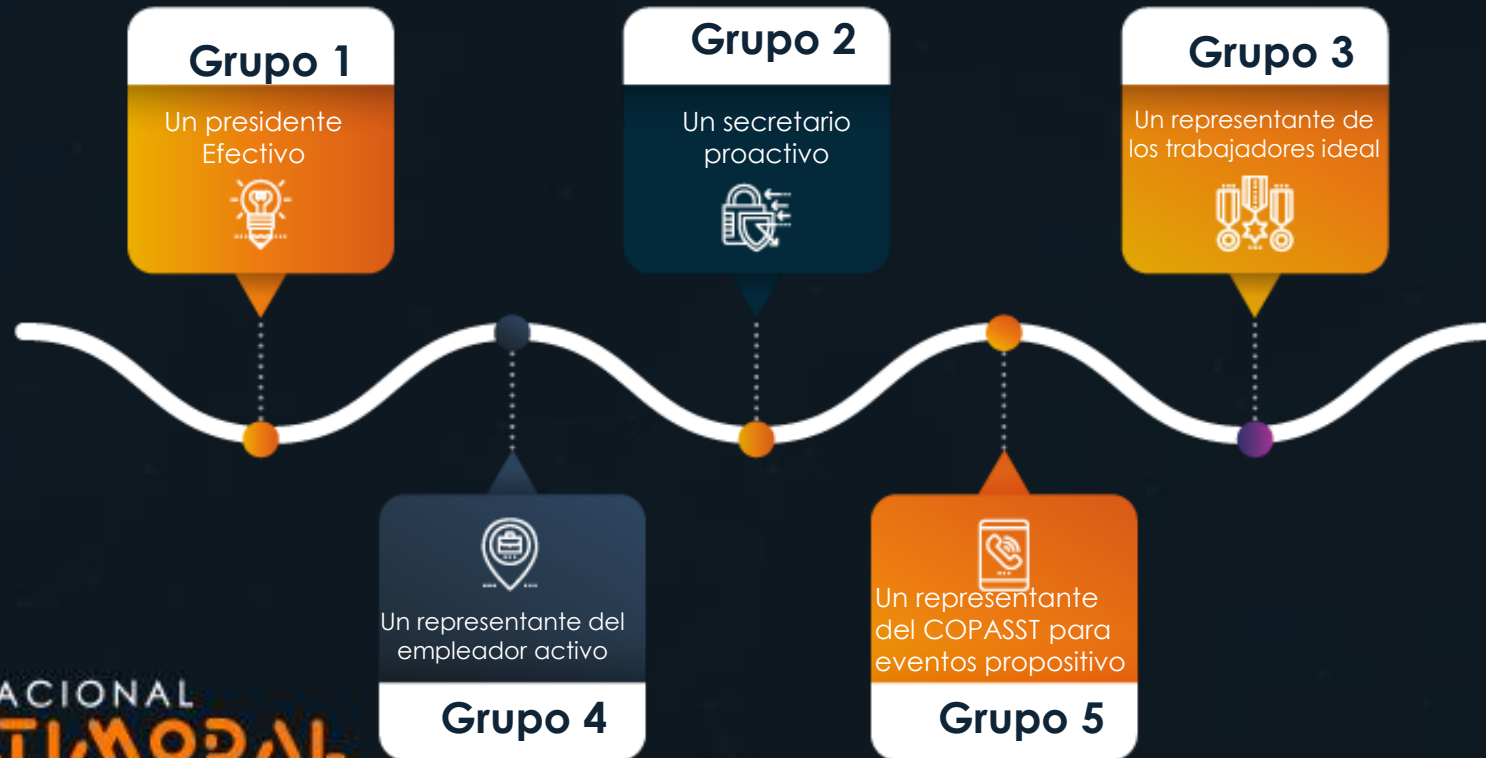 Grupo 1
Un presidente
Efectivo
Grupo 2
Un secretario
proactivo
Grupo 3
Un representante de
los trabajadores ideal
Un representante del
empleador activo
Grupo 4
Un representante
del COPASST para
eventos propositivo
Grupo 5
ACIONAL
TIMODAL